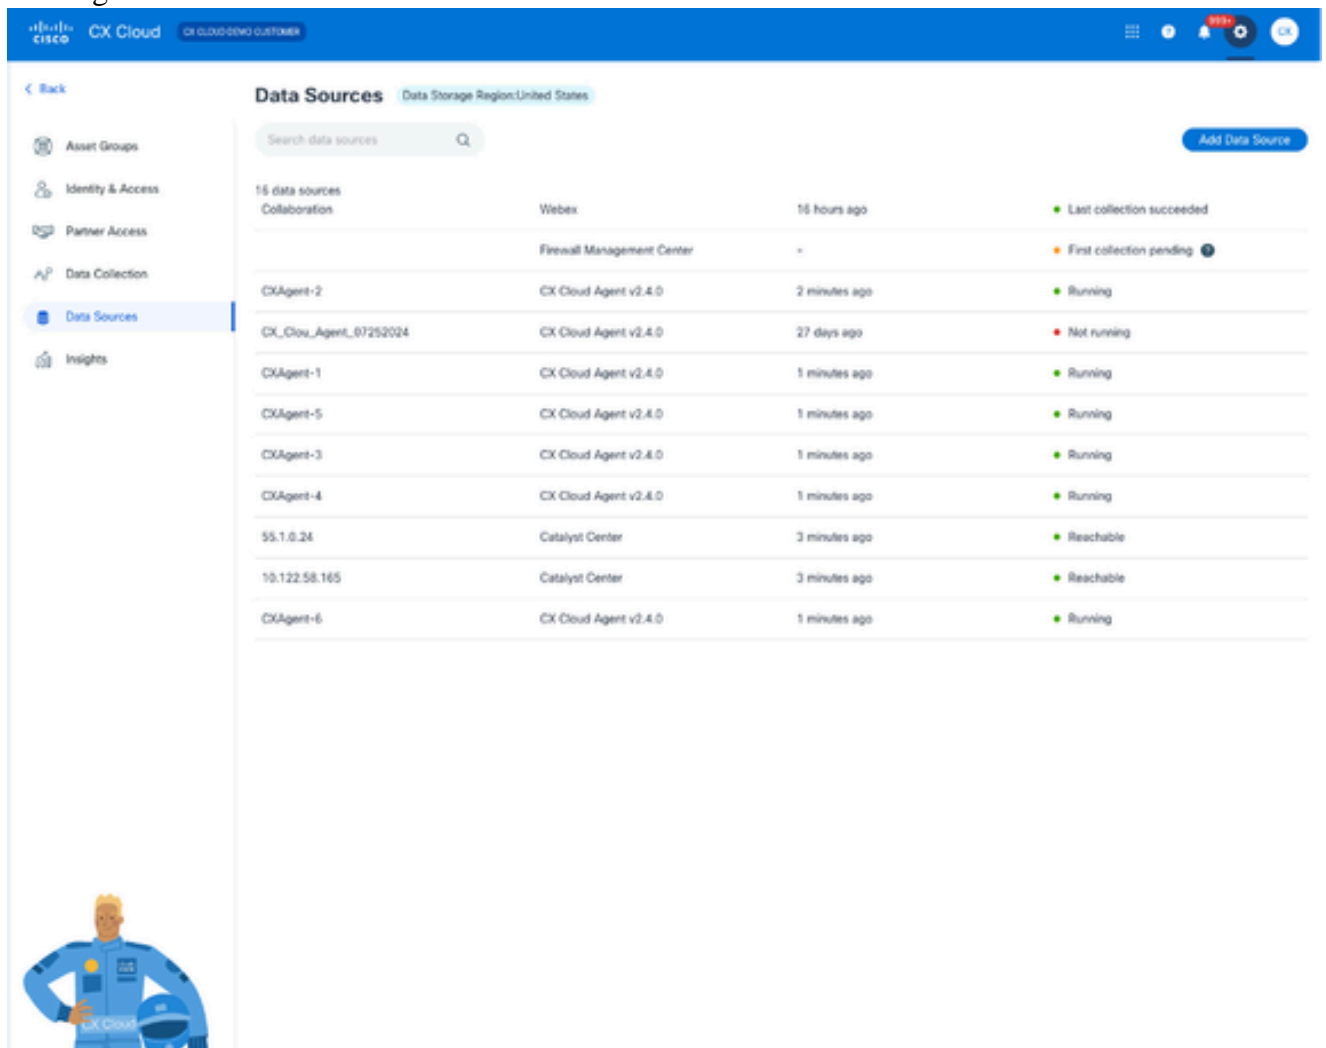 cisco CX Cloud CX CLOUD DEMO CUSTOMER 999+ CX
Back
Asset Groups
Identity & Access
Partner Access
Data Collection
Data Sources
Insights
Data Sources Data Storage Region:United States
Search data sources
Add Data Source
16 data sources
Collaboration Webex 16 hours ago Last collection succeeded
Firewall Management Center - First collection pending ?
CXAgent-2 CX Cloud Agent v2.4.0 2 minutes ago Running
CX_Clou_Agent_07252024 CX Cloud Agent v2.4.0 27 days ago Not running
CXAgent-1 CX Cloud Agent v2.4.0 1 minutes ago Running
CXAgent-5 CX Cloud Agent v2.4.0 1 minutes ago Running
CXAgent-3 CX Cloud Agent v2.4.0 1 minutes ago Running
CXAgent-4 CX Cloud Agent v2.4.0 1 minutes ago Running
55.1.0.24 Catalyst Center 3 minutes ago Reachable
10.122.58.165 Catalyst Center 3 minutes ago Reachable
CXAgent-6 CX Cloud Agent v2.4.0 1 minutes ago Running
CX Cloud